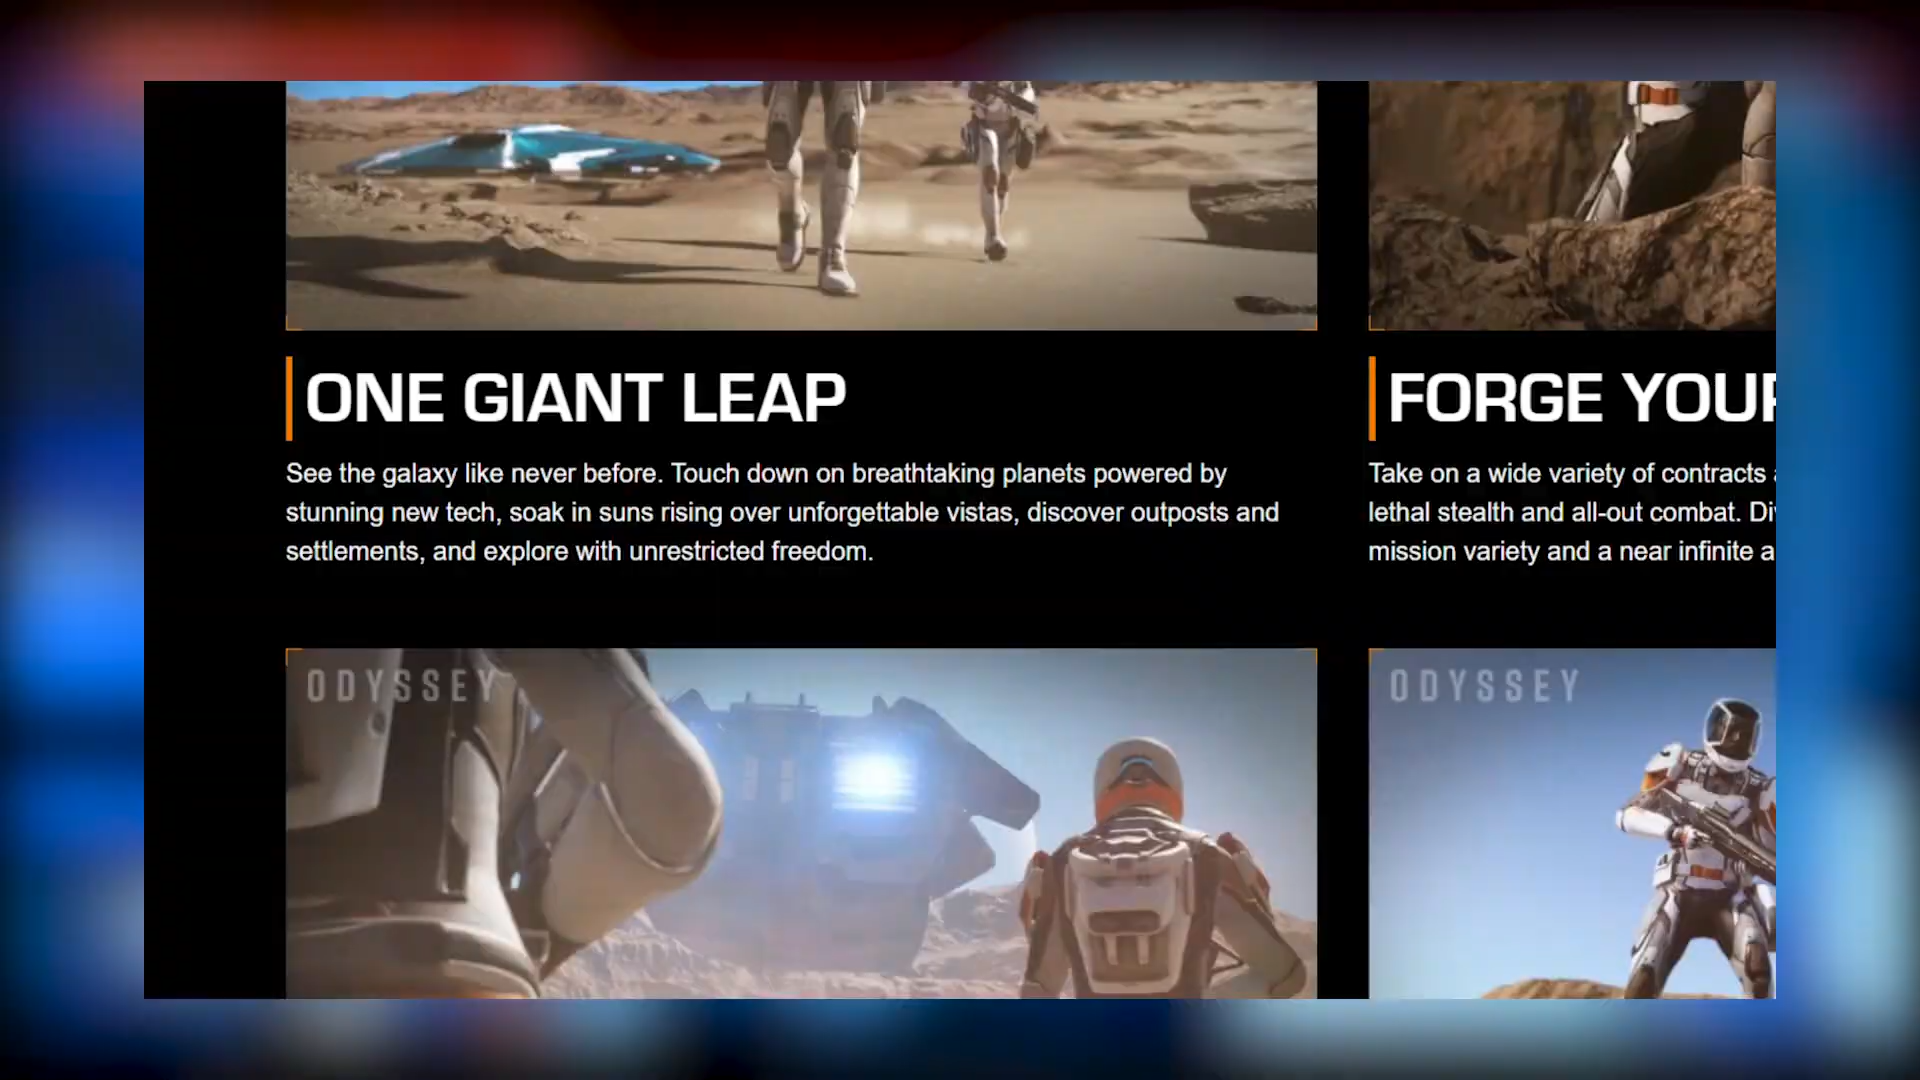 ONE GIANT LEAP
See the galaxy like never before. Touch down on breathtaking planets powered by
stunning new tech, soak in suns rising over unforgettable vistas, discover outposts and
settlements, and explore with unrestricted freedom.
FORGE YOUR
Take on a wide variety of contracts
lethal stealth and all-out combat.
mission variety and a near infinite
ODYSSEY
ODYSSEY